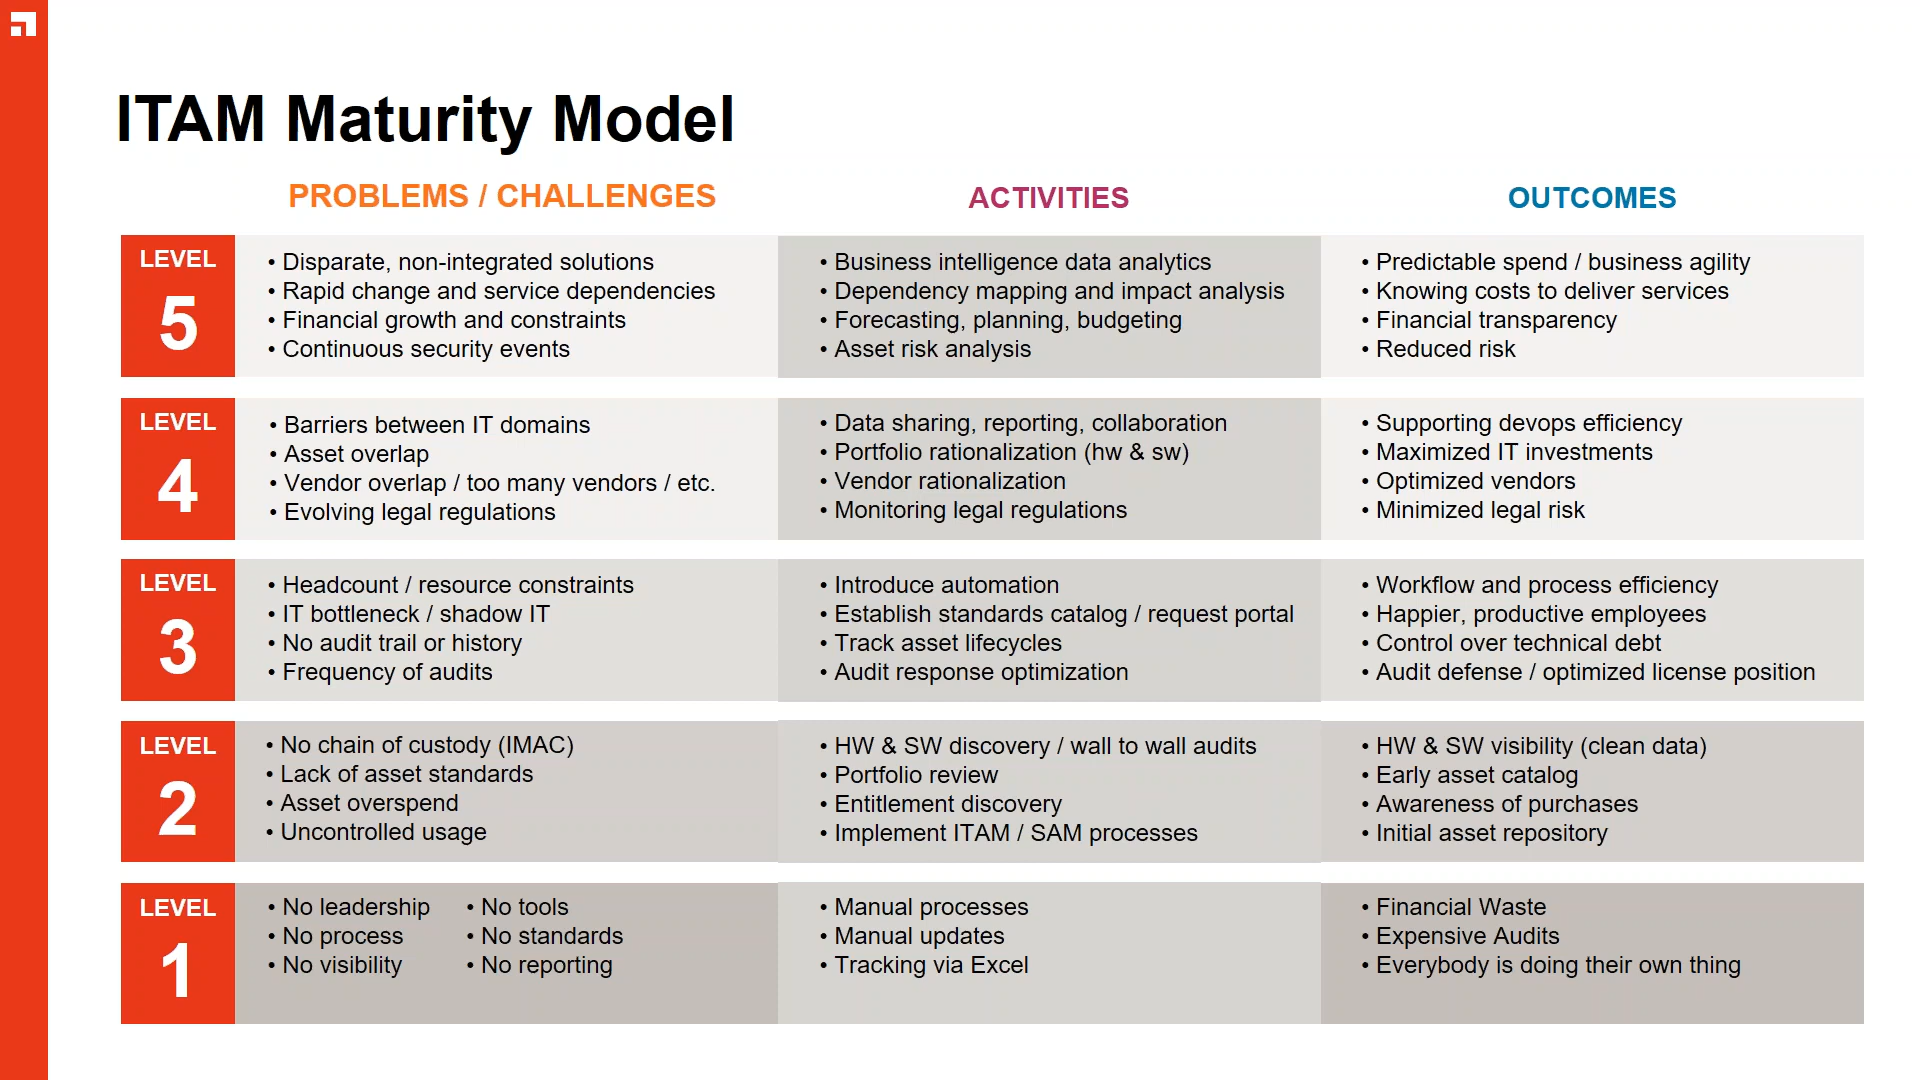 ITAM Maturity Model
PROBLEMS / CHALLENGES
ACTIVITIES
OUTCOMES
LEVEL
5
• Disparate, non-integrated solutions
• Rapid change and service dependencies
• Financial growth and constraints
• Continuous security events
• Business intelligence data analytics
• Dependency mapping and impact analysis
• Forecasting, planning, budgeting
• Asset risk analysis
• Predictable spend / business agility
• Knowing costs to deliver services
• Financial transparency
• Reduced risk
LEVEL
4
• Barriers between IT domains
• Asset overlap
• Vendor overlap / too many vendors / etc.
• Evolving legal regulations
• Data sharing, reporting, collaboration
• Portfolio rationalization (hw & sw)
• Vendor rationalization
• Monitoring legal regulations
• Supporting devops efficiency
• Maximized IT investments
• Optimized vendors
• Minimized legal risk
LEVEL
3
• Headcount / resource constraints
• IT bottleneck / shadow IT
• No audit trail or history
• Frequency of audits
• Introduce automation
• Establish standards catalog / request portal
• Track asset lifecycles
• Audit response optimization
• Workflow and process efficiency
• Happier, productive employees
• Control over technical debt
• Audit defense / optimized license position
LEVEL
2
• No chain of custody (IMAC)
• Lack of asset standards
• Asset overspend
• Uncontrolled usage
• HW & SW discovery / wall to wall audits
• Portfolio review
• Entitlement discovery
• Implement ITAM / SAM processes
• HW & SW visibility (clean data)
• Early asset catalog
• Awareness of purchases
• Initial asset repository
LEVEL
1
• No leadership
• No process
• No visibility
• No tools
• No standards
• No reporting
• Manual processes
• Manual updates
• Tracking via Excel
• Financial Waste
• Expensive Audits
• Everybody is doing their own thing